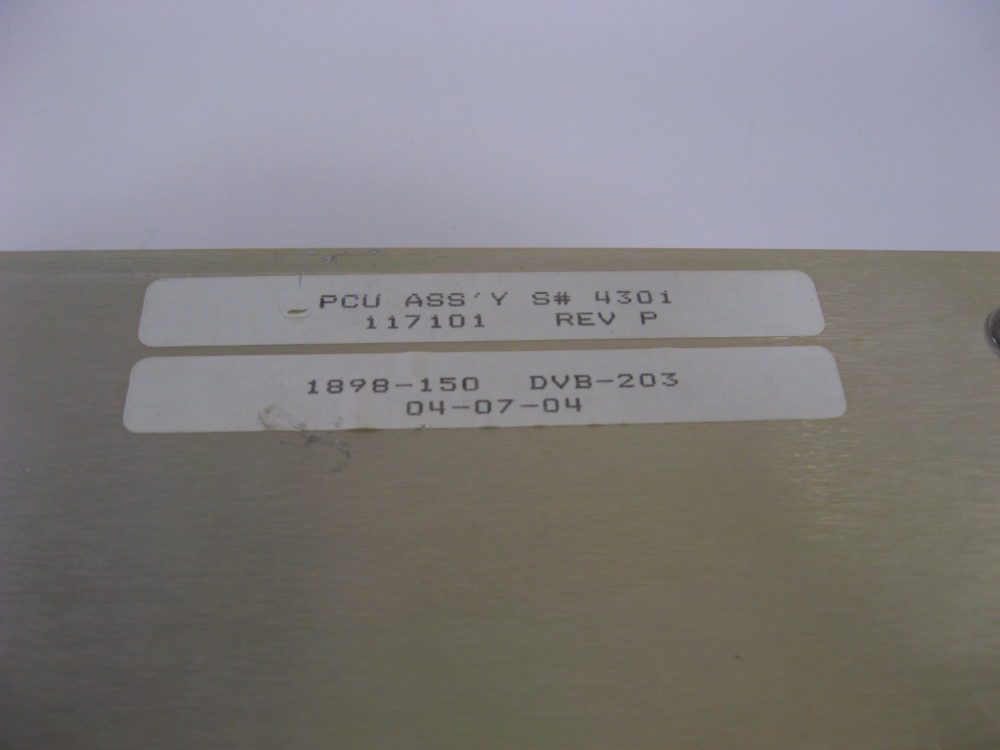 PCU ASS'Y S# 4301
117101 REV P
1898-150 DVB-203
04-07-04